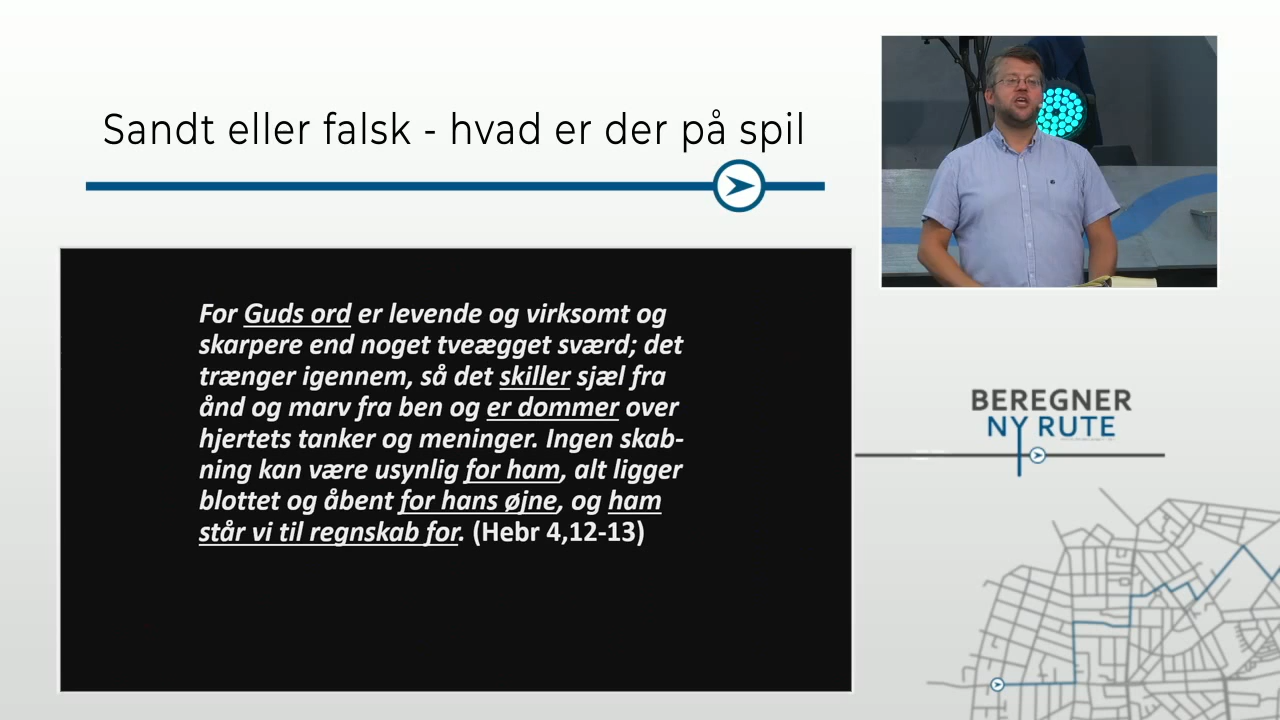 Sandt eller falsk - hvad er der på spil
For Guds ord er levende og virksomt og
skarpere end noget tveægget sværd; det
trænger igennem, så det skiller sjæl fra
ånd og marv fra ben og er dommer over
hjertets tanker og meninger. Ingen skab-
ning kan være usynlig for ham, alt ligger
blottet og åbent for hans øjne, og ham
står vi til regnskab for. (Hebr 4,12-13)
BEREGNER
NY RUTE